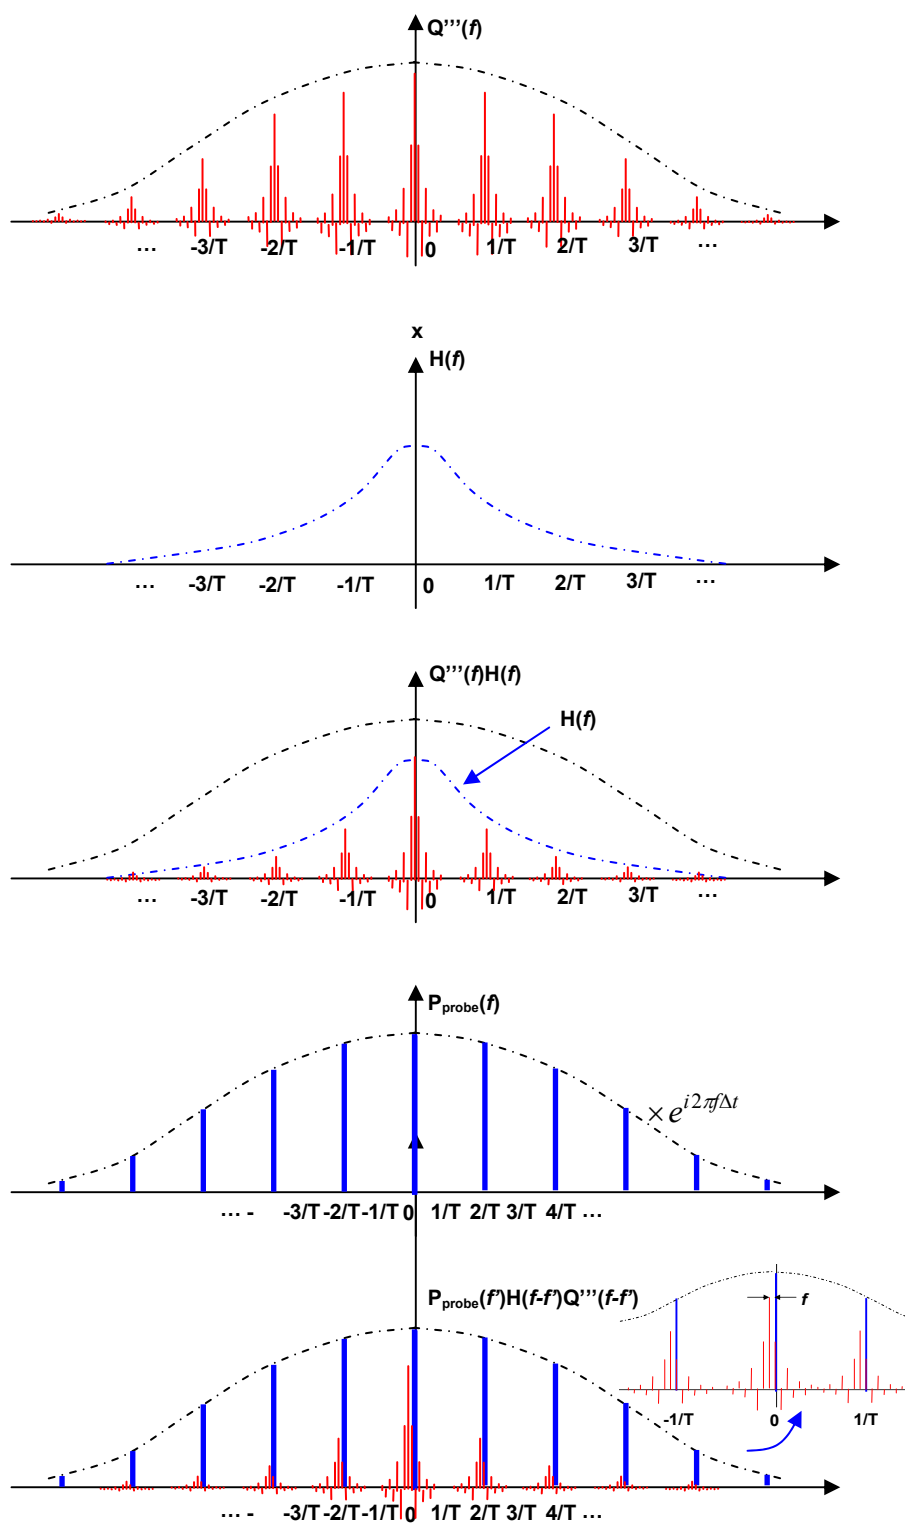 Q’’’(f)
... -3/T -2/T -1/T 0 1/T 2/T 3/T ...
x
H(f)
... -3/T -2/T -1/T 0 1/T 2/T 3/T ...
Q’’’(f)H(f)
H(f)
... -3/T -2/T -1/T 0 1/T 2/T 3/T ...
Pprobe(f)
× e^{i2πfΔt}
... - -3/T -2/T -1/T 0 1/T 2/T 3/T 4/T ...
Pprobe(f’)H(f-f’)Q’’’(f-f’)
f
-1/T 0 1/T
... - -3/T -2/T -1/T 0 1/T 2/T 3/T 4/T ...